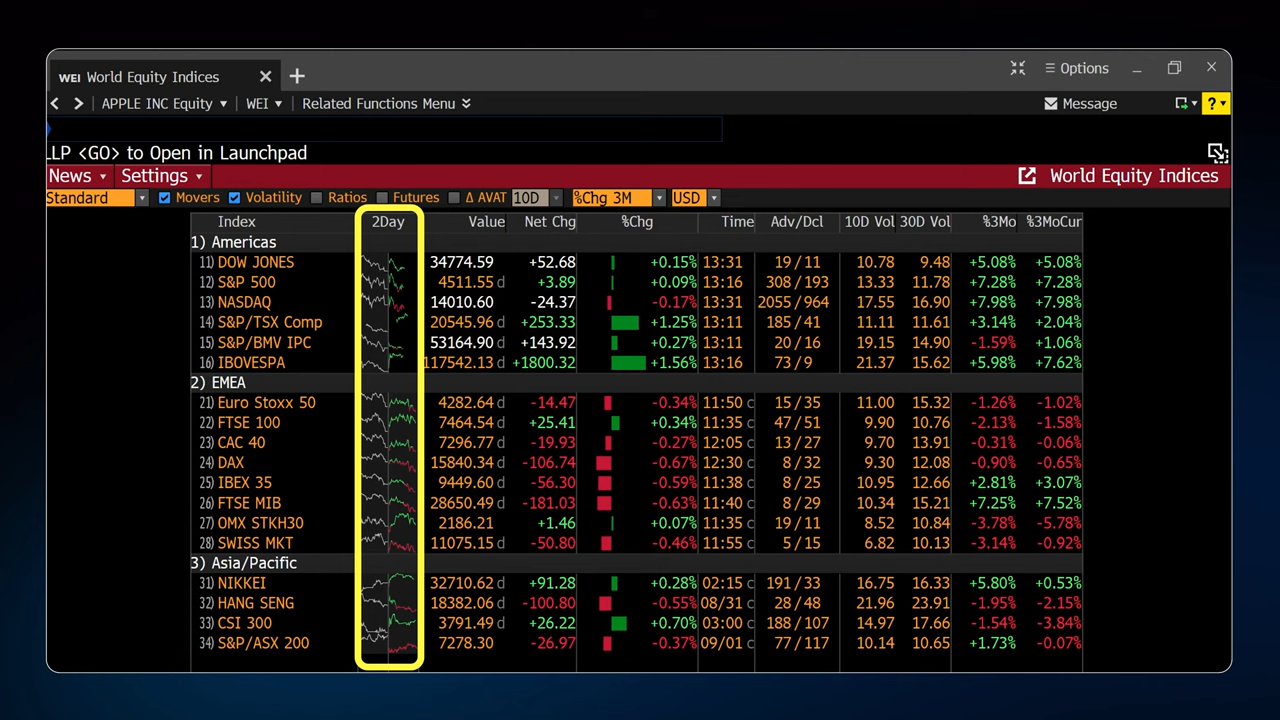 WEI World Equity Indices
Options
APPLE INC Equity WEI Related Functions Menu Message ?
LLP <GO> to Open in Launchpad
News Settings World Equity Indices
Standard Movers Volatility Ratios Futures Δ AVAT 10D %Chg 3M USD
Index 2Day Value Net Chg %Chg Time Adv/Dcl 10D Vol 30D Vol %3Mo %3MoCur
1) Americas
11) DOW JONES 34774.59 +52.68 +0.15% 13:31 19/11 10.78 9.48 +5.08% +5.08%
12) S&P 500 4511.55 d +3.89 +0.09% 13:16 308/193 13.33 11.78 +7.28% +7.28%
13) NASDAQ 14010.60 -24.37 -0.17% 13:31 2055/964 17.55 16.90 +7.98% +7.98%
14) S&P/TSX Comp 20545.96 d +253.33 +1.25% 13:11 185/41 11.11 11.61 +3.14% +2.04%
15) S&P/BMV IPC 53164.90 d +143.92 +0.27% 13:11 20/16 19.15 14.90 -1.59% +1.06%
16) IBOVESPA 117542.13 d +1800.32 +1.56% 13:16 73/9 21.37 15.62 +5.98% +7.62%
2) EMEA
21) Euro Stoxx 50 4282.64 d -14.47 -0.34% 11:50 c 15/35 11.00 15.32 -1.26% -1.02%
22) FTSE 100 7464.54 d +25.41 +0.34% 11:35 c 47/51 9.90 10.76 -2.13% -1.58%
23) CAC 40 7296.77 d -19.93 -0.27% 12:05 c 13/27 9.70 13.91 -0.31% -0.06%
24) DAX 15840.34 d -106.74 -0.67% 12:30 c 8/32 9.30 12.08 -0.90% -0.65%
25) IBEX 35 9449.60 d -56.30 -0.59% 11:38 c 8/25 10.95 12.66 +2.81% +3.07%
26) FTSE MIB 28650.49 d -181.03 -0.63% 11:40 c 8/29 10.34 15.21 +7.25% +7.52%
27) OMX STKH30 2186.21 +1.46 +0.07% 11:35 c 19/11 8.52 10.84 -3.78% -5.78%
28) SWISS MKT 11075.15 d -50.80 -0.46% 11:55 c 5/15 6.82 10.13 -3.14% -0.92%
3) Asia/Pacific
31) NIKKEI 32710.62 d +91.28 +0.28% 02:15 c 191/33 16.75 16.33 +5.80% +0.53%
32) HANG SENG 18382.06 d -100.80 -0.55% 08/31 c 28/48 21.96 23.91 -1.95% -2.15%
33) CSI 300 3791.49 d +26.22 +0.70% 03:00 c 188/107 14.97 17.66 -1.54% -3.84%
34) S&P/ASX 200 7278.30 -26.97 -0.37% 09/01 c 77/117 10.14 10.65 +1.73% -0.07%